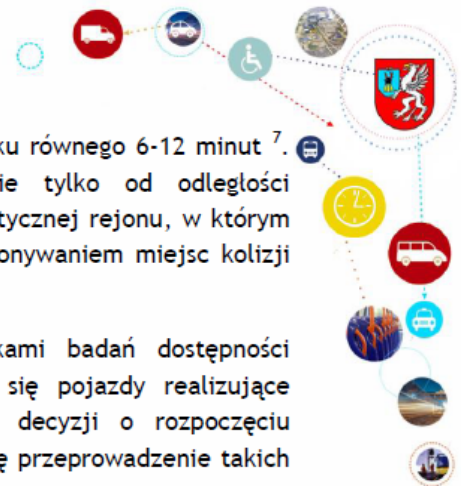 ku równego 6-12 minut ⁷.
ie tylko od odległości
tycznej rejonu, w którym
onywaniem miejsc kolizji
kami badań dostępności
się pojazdy realizujące
decyzji o rozpoczęciu
ę przeprowadzenie takich